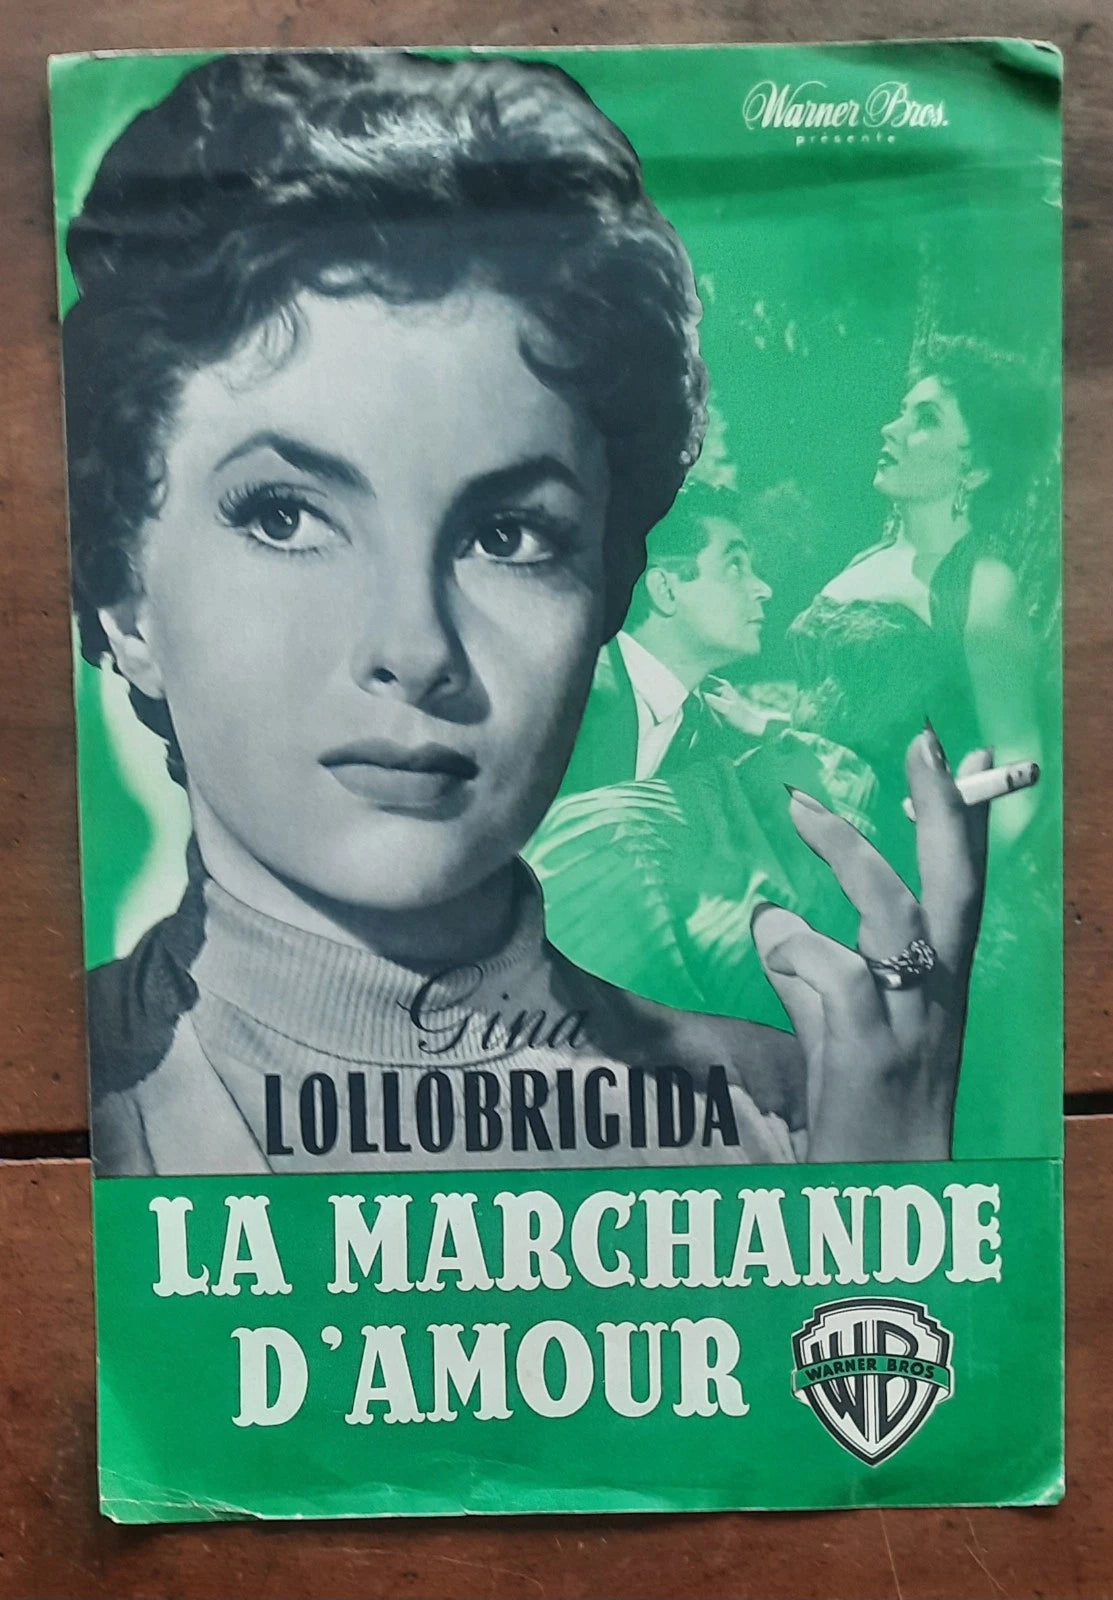 Warner Bros.
présente
Gina
LOLLOBRIGIDA
LA MARCHANDE
D'AMOUR
WB
WARNER BROS